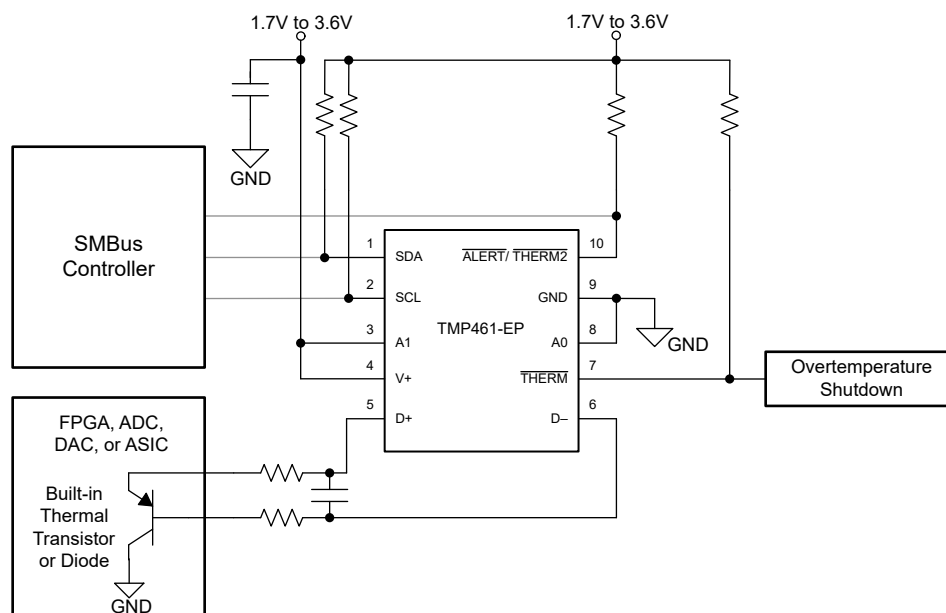 1.7V to 3.6V
1.7V to 3.6V
GND
SMBus
Controller
1
SDA
2
SCL
3
A1
4
V+
5
D+
TMP461-EP
ALERT/ THERM2
10
GND
9
A0
8
THERM
7
D–
6
GND
Overtemperature
Shutdown
FPGA, ADC,
DAC, or ASIC
Built-in
Thermal
Transistor
or Diode
GND